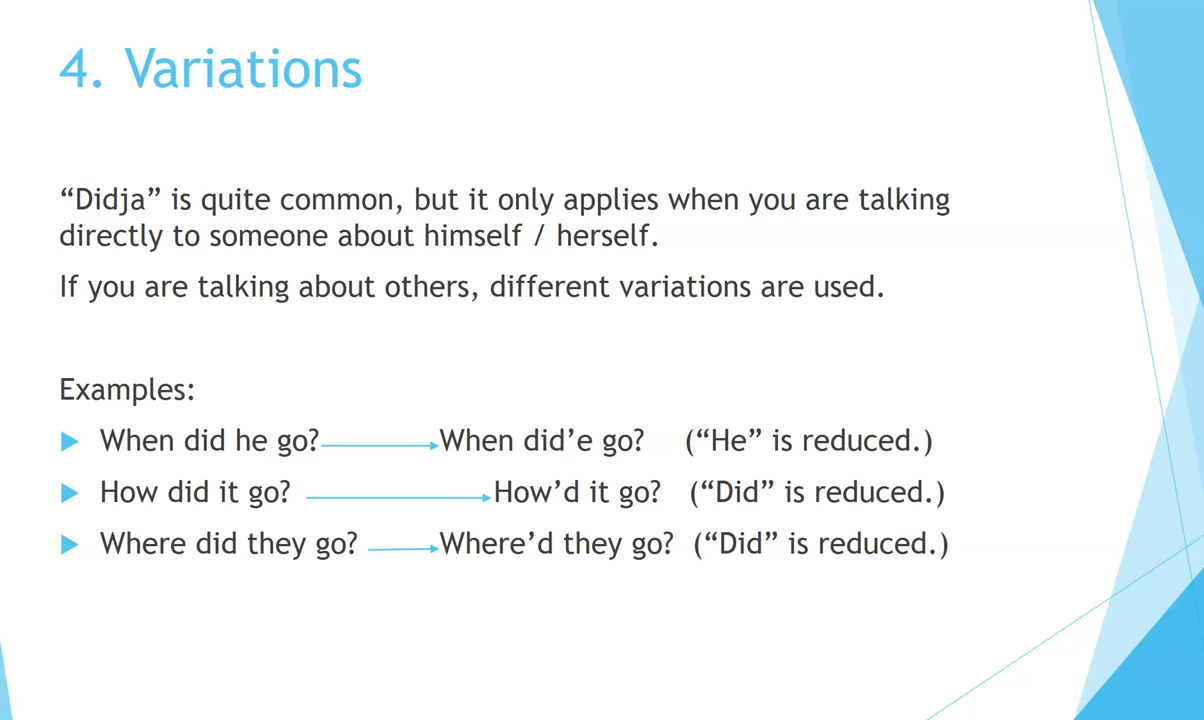 4. Variations
“Didja” is quite common, but it only applies when you are talking
directly to someone about himself / herself.
If you are talking about others, different variations are used.
Examples:
When did he go? When did’e go? (“He” is reduced.)
How did it go? How’d it go? (“Did” is reduced.)
Where did they go? Where’d they go? (“Did” is reduced.)